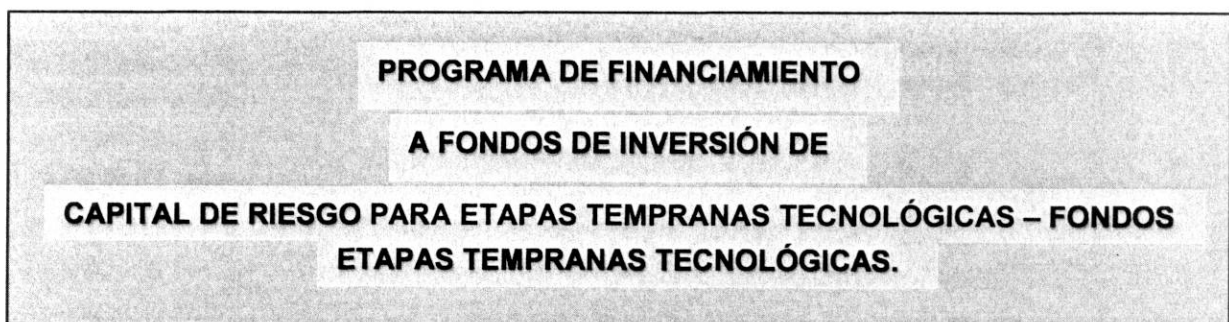 PROGRAMA DE FINANCIAMIENTO
A FONDOS DE INVERSIÓN DE
CAPITAL DE RIESGO PARA ETAPAS TEMPRANAS TECNOLÓGICAS – FONDOS
ETAPAS TEMPRANAS TECNOLÓGICAS.